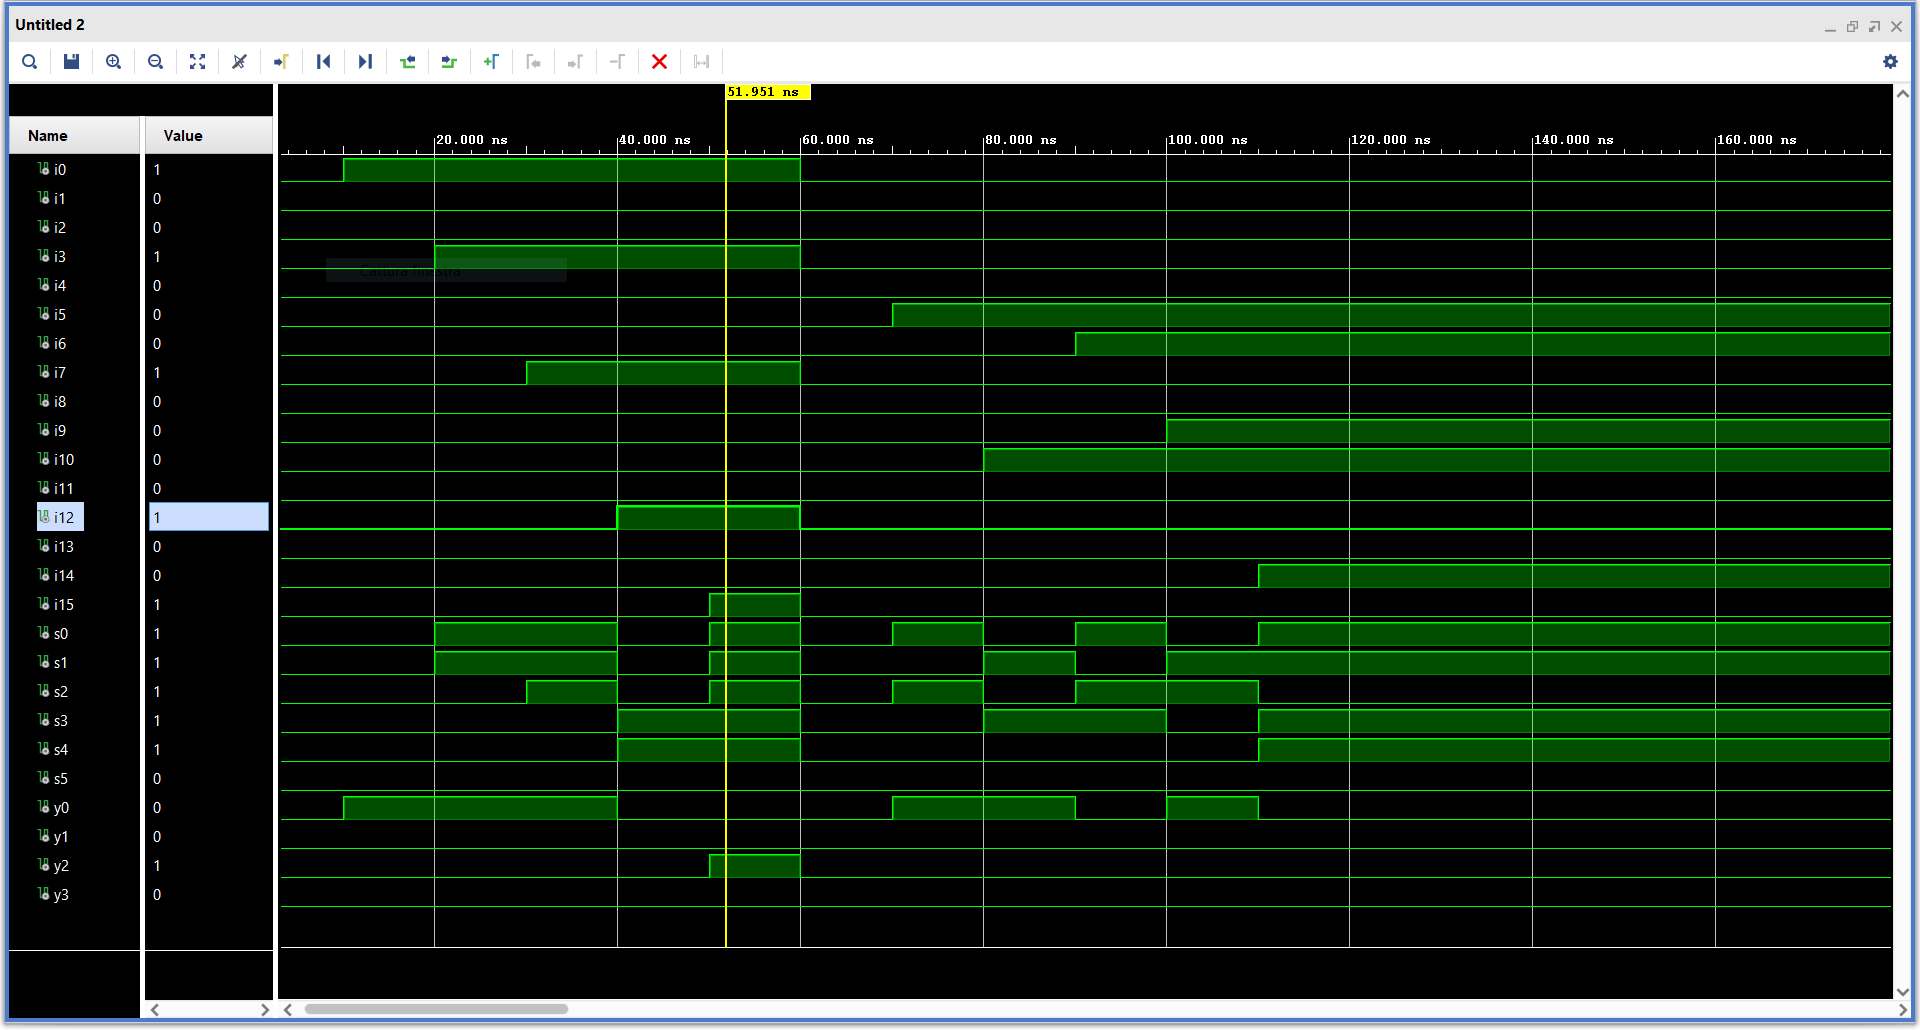 Untitled 2
51.951 ns
Name Value
20.000 ns 40.000 ns 60.000 ns 80.000 ns 100.000 ns 120.000 ns 140.000 ns 160.000 ns
i0 1
i1 0
i2 0
i3 1
i4 0
i5 0
i6 0
i7 1
i8 0
i9 0
i10 0
i11 0
i12 1
i13 0
i14 0
i15 1
s0 1
s1 1
s2 1
s3 1
s4 1
s5 0
y0 0
y1 0
y2 1
y3 0